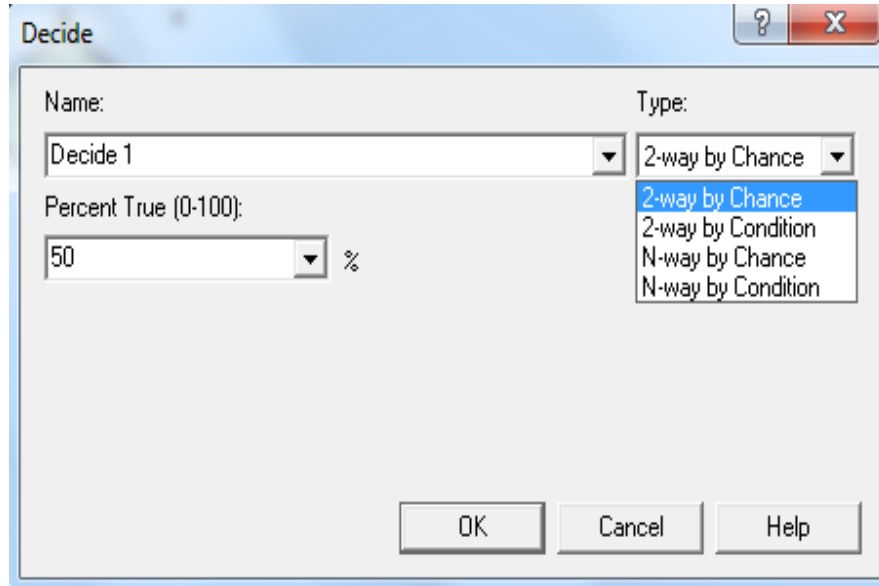 Decide
?
X
Name:
Type:
Decide 1
2-way by Chance
Percent True (0-100):
2-way by Chance
2-way by Condition
N-way by Chance
N-way by Condition
50
%
OK
Cancel
Help